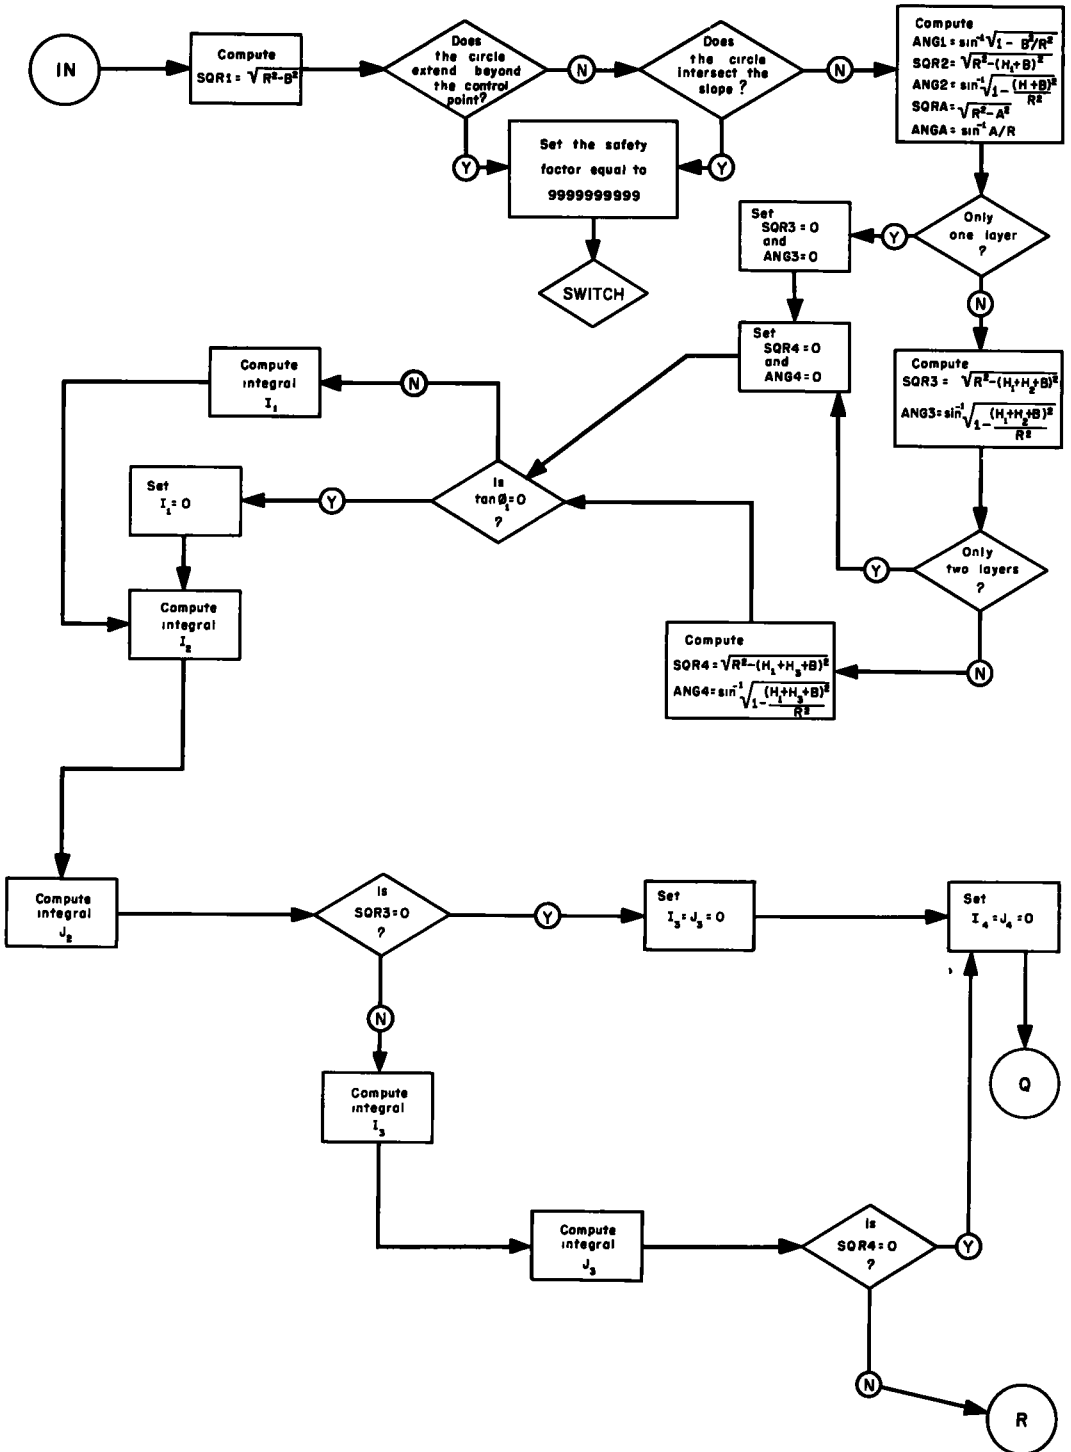 IN
Compute
SQR1 = √R²-B²
Does
the circle
extend beyond
the control
point?
N
Does
the circle
intersect the
slope
?
N
Compute
ANG1 = sin⁻¹√1 - B²/R²
SQR2 = √R²-(H₁+B)²
ANG2 = sin⁻¹√1-(H+B)²/R²
SQRA = √R²-A²
ANGA = sin⁻¹ A/R
Y
Set the safety
factor equal to
9999999999
Y
SWITCH
Only
one layer
?
Y
Set
SQR3 = 0
and
ANG3 = 0
N
Set
SQR4 = 0
and
ANG4 = 0
Compute
SQR3 = √R²-(H₁+H₂+B)²
ANG3 = sin⁻¹√1-(H₁+H₂+B)²/R²
Compute
integral
I₁
N
Is
tanØ₁=0
?
Y
Set
I₁ = 0
Only
two layers
?
Y
N
Compute
integral
I₂
Compute
SQR4 = √R²-(H₁+H₃+B)²
ANG4 = sin⁻¹√1-(H₁+H₃+B)²/R²
Compute
integral
J₂
Is
SQR3=0
?
Y
Set
I₃ = J₃ = 0
Set
I₄ = J₄ = 0
N
Q
Compute
integral
I₃
Compute
integral
J₃
Is
SQR4=0
?
Y
N
R